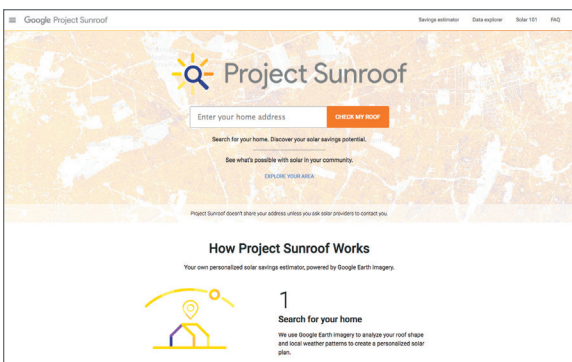 Google Project Sunroof
Savings estimator Data explorer Solar 101 FAQ
Project Sunroof
Enter your home address CHECK MY ROOF
Search for your home. Discover your solar savings potential.
See what's possible with solar in your community.
EXPLORE YOUR AREA
Project Sunroof doesn't share your address unless you ask solar providers to contact you.
How Project Sunroof Works
Your own personalized solar savings estimator, powered by Google Earth imagery.
1
Search for your home
We use Google Earth imagery to analyze your roof shape
and local weather patterns to create a personalized solar
plan.